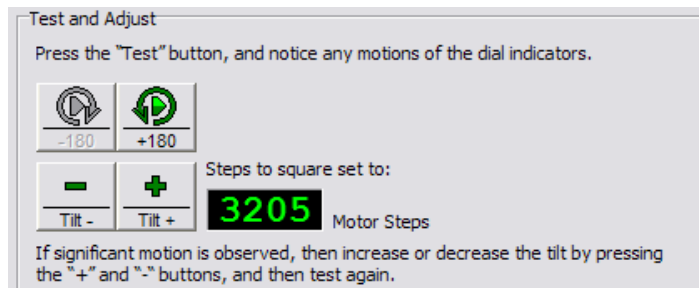 Test and Adjust
Press the "Test" button, and notice any motions of the dial indicators.
-180 +180
Steps to square set to:
Tilt - Tilt + 3205 Motor Steps
If significant motion is observed, then increase or decrease the tilt by pressing
the "+" and "-" buttons, and then test again.